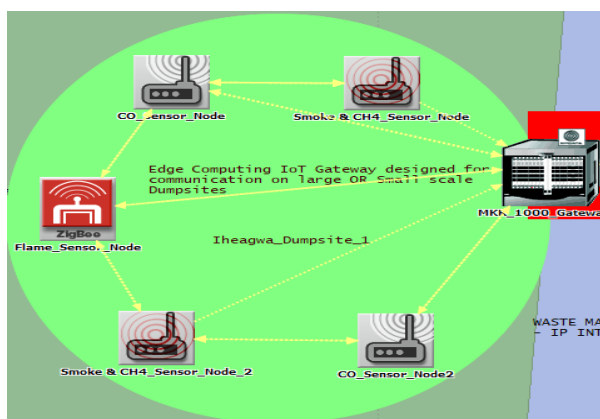 CO_Sensor_Node
Smoke & CH4_Sensor_Node
Edge Computing IoT Gateway designed for
communication on large OR Small scale
Dumpsites
MKR_1000_Gateway
ZigBee
Flame_Sensor_Node
Iheagwa_Dumpsite_1
Smoke & CH4_Sensor_Node_2
CO_Sensor_Node2
WASTE MA
- IP INT